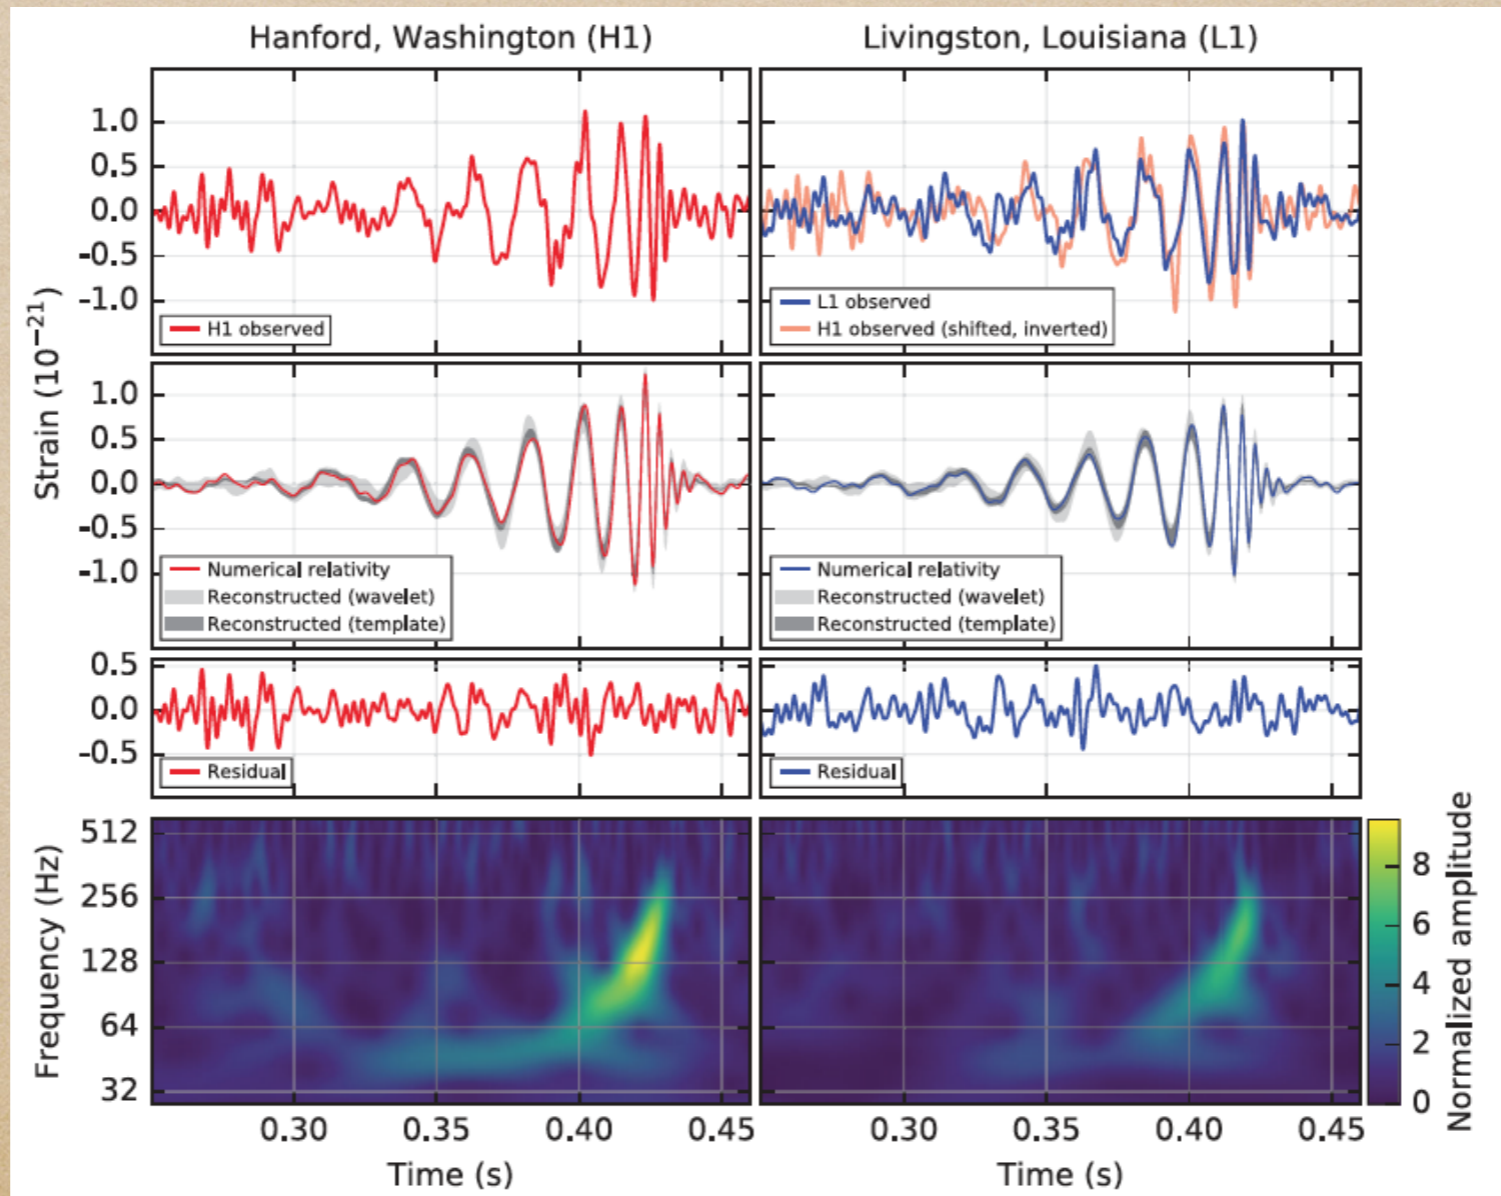 Hanford, Washington (H1)
Livingston, Louisiana (L1)
Strain (10⁻²¹)
1.0
0.5
0.0
-0.5
-1.0
H1 observed
L1 observed
H1 observed (shifted, inverted)
1.0
0.5
0.0
-0.5
-1.0
Numerical relativity
Reconstructed (wavelet)
Reconstructed (template)
Numerical relativity
Reconstructed (wavelet)
Reconstructed (template)
0.5
0.0
-0.5
Residual
Residual
Frequency (Hz)
512
256
128
64
32
Normalized amplitude
8
6
4
2
0
0.30 0.35 0.40 0.45
0.30 0.35 0.40 0.45
Time (s)
Time (s)